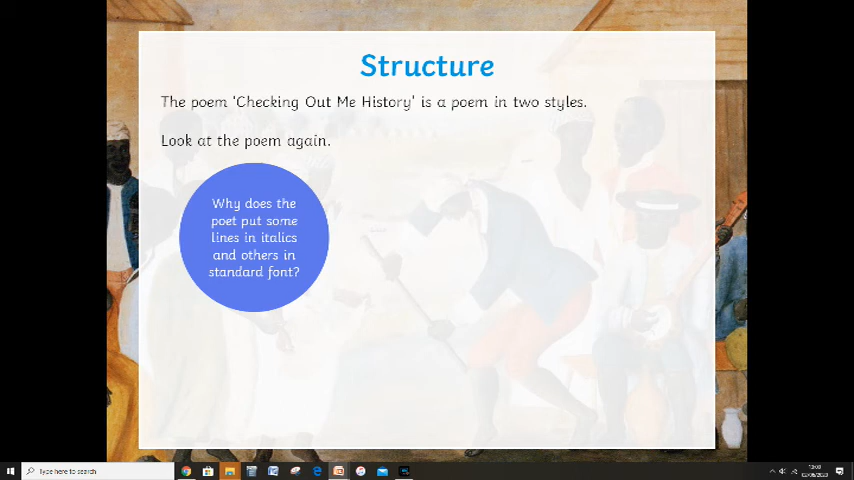 Structure
The poem ‘Checking Out Me History’ is a poem in two styles.
Look at the poem again.
Why does the
poet put some
lines in italics
and others in
standard font?
Type here to search